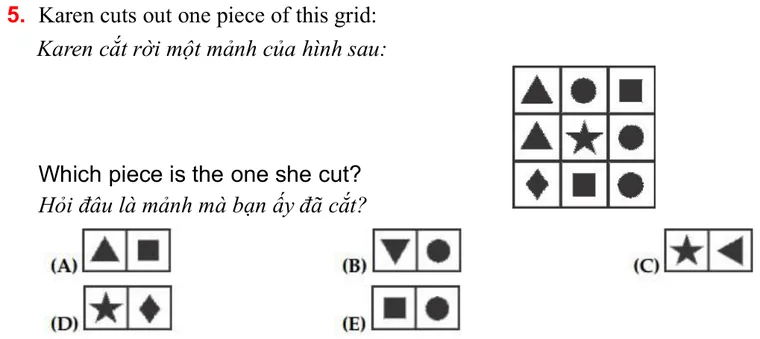 5. Karen cuts out one piece of this grid:
Karen cắt rời một mảnh của hình sau:
Which piece is the one she cut?
Hỏi đâu là mảnh mà bạn ấy đã cắt?
(A) (B) (C)
(D) (E)